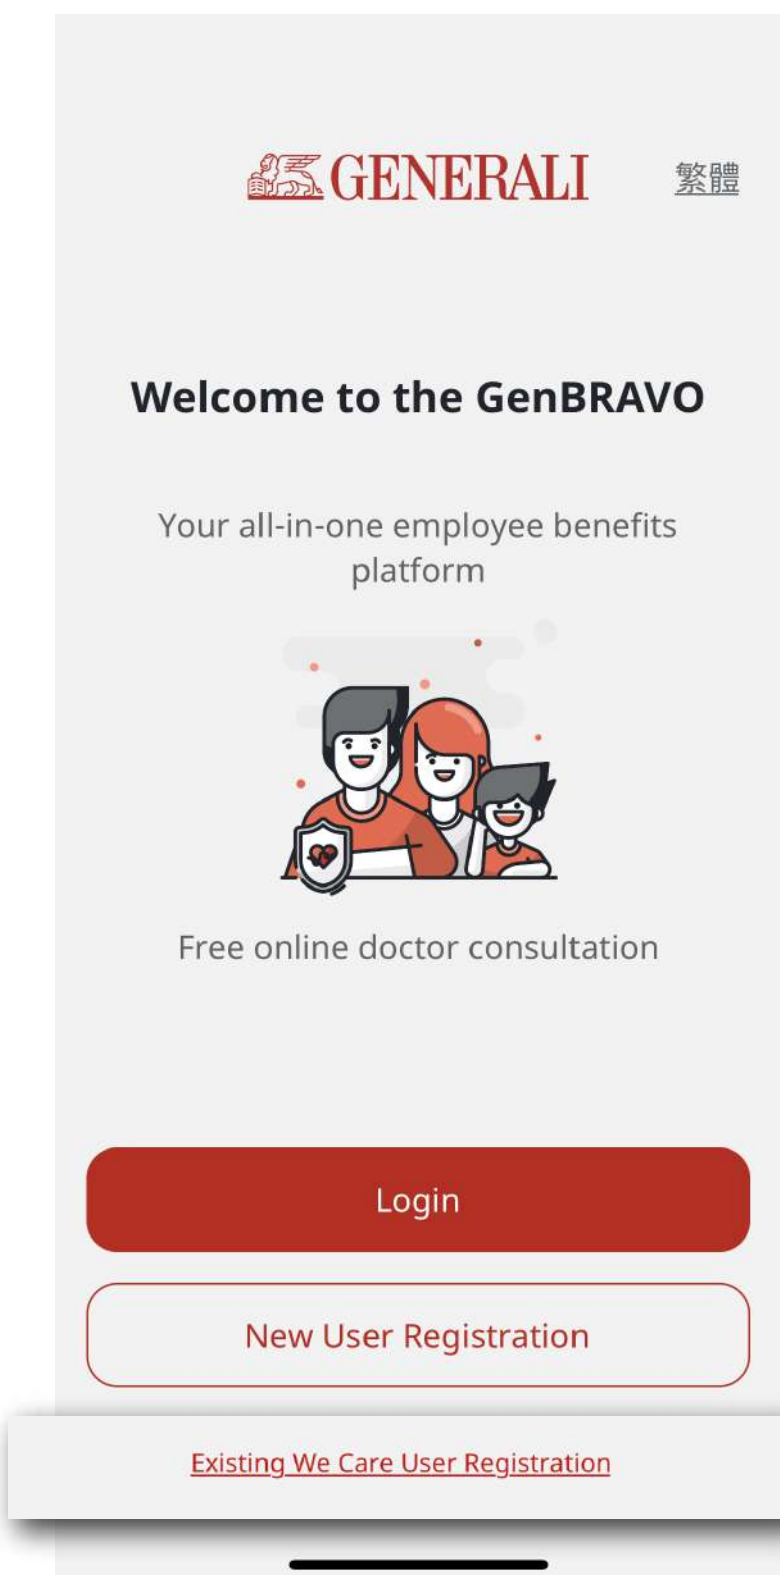 GENERALI
繁體
Welcome to the GenBRAVO
Your all-in-one employee benefits
platform
Free online doctor consultation
Login
New User Registration
Existing We Care User Registration